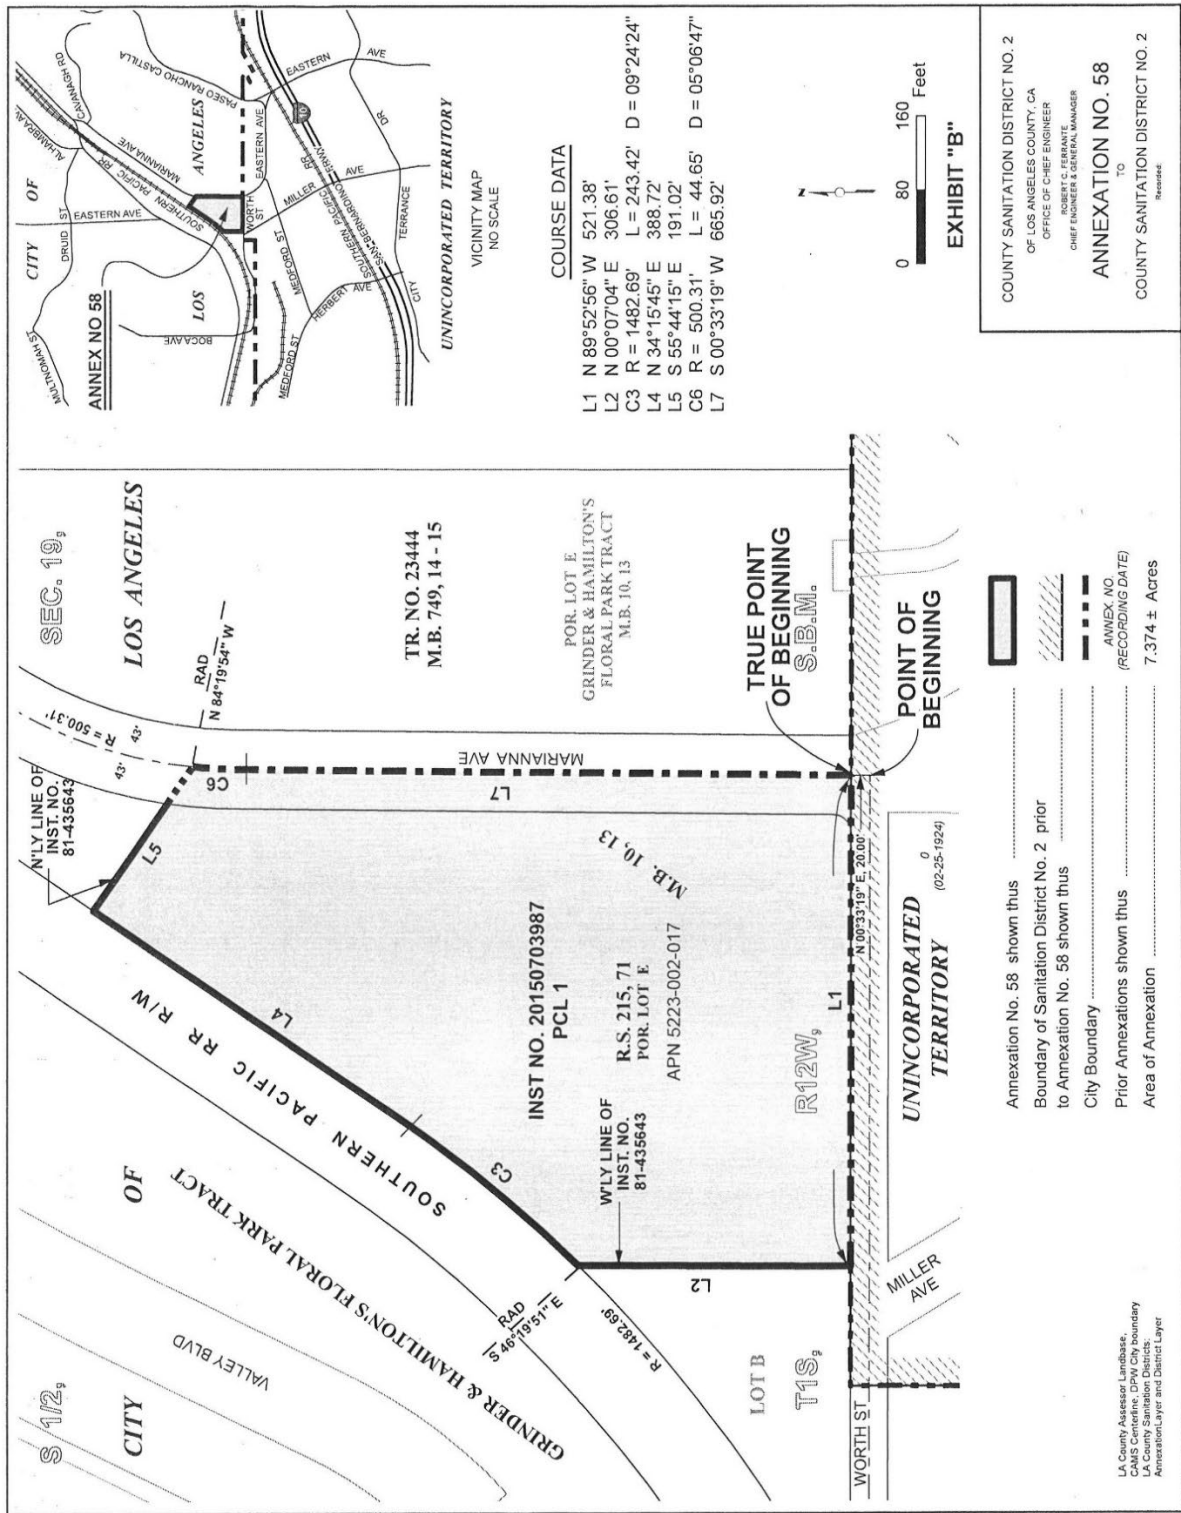 S 1/2,
SEC. 19,
CITY
OF
LOS ANGELES
VALLEY BLVD
GRINDER & HAMILTON'S FLORAL PARK TRACT
SOUTHERN PACIFIC RR R/W
N'LY LINE OF
INST. NO.
81-435643
R = 500.31'
43'
43'
RAD
N 84°19'54" W
L5
C6
L4
C3
RAD
S 46°19'51" E
R = 1482.69'
LOT B
T1S,
W'LY LINE OF
INST. NO.
81-435643
L2
INST NO. 20150703987
PCL 1
R.S. 215, 71
POR. LOT E
APN 5223-002-017
M.B. 10, 13
R12W,
L7
MARIANNA AVE
TR. NO. 23444
M.B. 749, 14 - 15
POR. LOT E
GRINDER & HAMILTON'S
FLORAL PARK TRACT
M.B. 10, 13
TRUE POINT
OF BEGINNING
S.B.M.
POINT OF
BEGINNING
L1
N 00°33'19" E, 20.00'
WORTH ST
MILLER
AVE
UNINCORPORATED
TERRITORY
0
(02-25-1924)
CITY
OF
LOS
ANGELES
ANNEX NO 58
MULTNOMAH ST
DRUID ST
ALHAMBRA AV
CAVANAGH RD
EASTERN AVE
BOCA AVE
SOUTHERN PACIFIC RR
MARIANNA AVE
PASEO RANCHO CASTILLA
WORTH
ST
EASTERN AVE
EASTERN AVE
MEDFORD ST
MEDFORD ST
MILLER AVE
HERBERT AVE
SOUTHERN PACIFIC RR
SAN BERNARDINO FRWY
10
CITY TERRANCE DR
UNINCORPORATED TERRITORY
VICINITY MAP
NO SCALE
COURSE DATA
L1 N 89°52'56" W 521.38'
L2 N 00°07'04" E 306.61'
C3 R = 1482.69' L = 243.42' D = 09°24'24"
L4 N 34°15'45" E 388.72'
L5 S 55°44'15" E 191.02'
C6 R = 500.31' L = 44.65' D = 05°06'47"
L7 S 00°33'19" W 665.92'
N
0 80 160
Feet
Annexation No. 58 shown thus
Boundary of Sanitation District No. 2 prior
to Annexation No. 58 shown thus
City Boundary
Prior Annexations shown thus
ANNEX. NO.
(RECORDING DATE)
Area of Annexation 7.374 ± Acres
LA County Assessor Landbase,
CAMS Centerline, DPW City boundary
LA County Sanitation Districts:
AnnexationLayer and District Layer
EXHIBIT "B"
COUNTY SANITATION DISTRICT NO. 2
OF LOS ANGELES COUNTY, CA
OFFICE OF CHIEF ENGINEER
ROBERT C. FERRANTE
CHIEF ENGINEER & GENERAL MANAGER
ANNEXATION NO. 58
TO
COUNTY SANITATION DISTRICT NO. 2
Recorded: